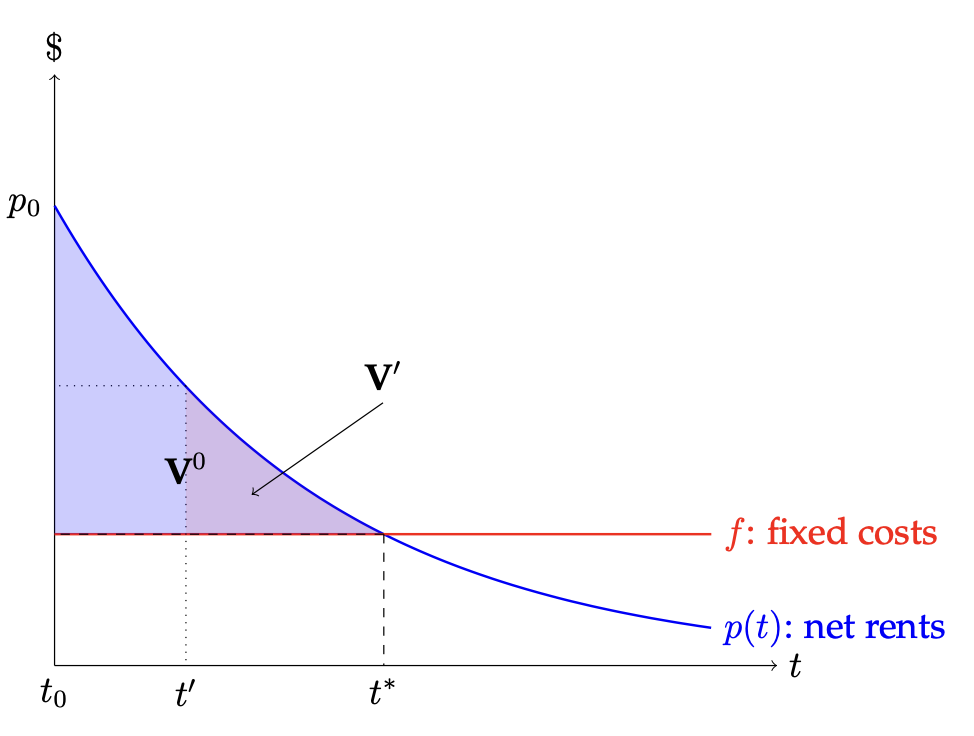 $
p₀
V′
V⁰
f: fixed costs
p(t): net rents
t
t₀
t′
t*